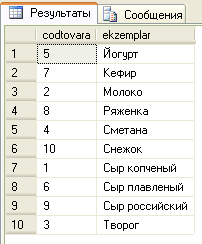 Результаты Сообщения
codtovara ekzemplar
1 5 Йогурт
2 7 Кефир
3 2 Молоко
4 8 Ряженка
5 4 Сметана
6 10 Снежок
7 1 Сыр копченый
8 6 Сыр плавленый
9 9 Сыр российский
10 3 Творог